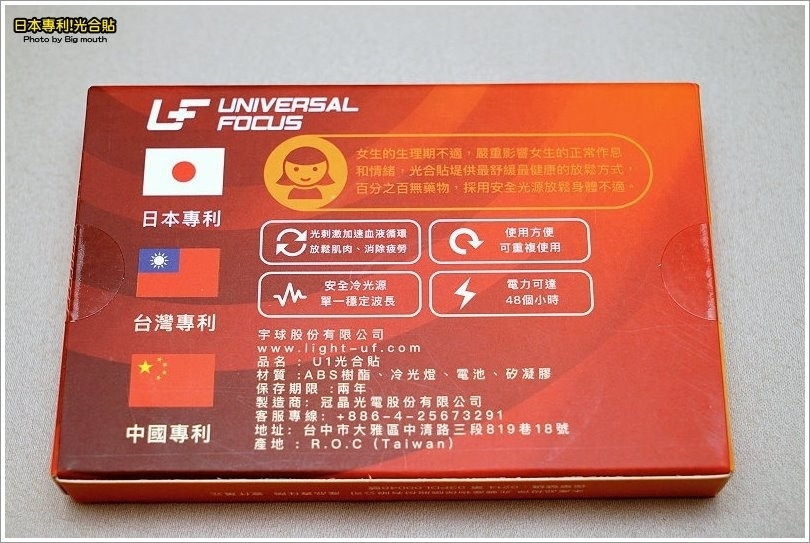 日本專利!光合貼
Photo by Big mouth
UF UNIVERSAL
FOCUS
女生的生理期不適，嚴重影響女生的正常作息
和情緒，光合貼提供最舒緩最健康的放鬆方式，
百分之百無藥物，採用安全光源放鬆身體不適。
日本專利
光刺激加速血液循環
放鬆肌肉、消除疲勞
使用方便
可重複使用
安全冷光源
單一穩定波長
電力可達
48個小時
台灣專利
中國專利
宇球股份有限公司
www.light-uf.com
品名 : U1光合貼
材質 :ABS樹酯、冷光燈、電池、矽凝膠
保存期限 :兩年
製造商: 冠晶光電股份有限公司
客服專線: +886-4-25673291
地址: 台中市大雅區中清路三段819巷18號
產地 : R.O.C (Taiwan)